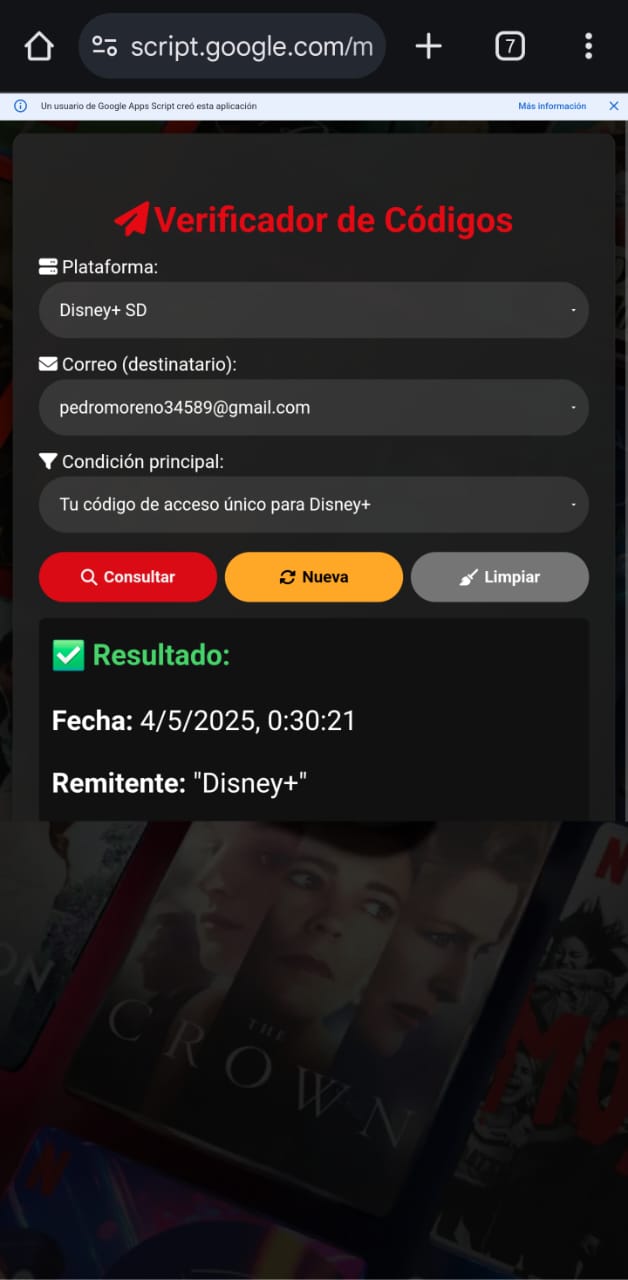 script.google.com/m
7
Un usuario de Google Apps Script creó esta aplicación
Más información
Verificador de Códigos
Plataforma:
Disney+ SD
Correo (destinatario):
pedromoreno34589@gmail.com
Condición principal:
Tu código de acceso único para Disney+
Consultar
Nueva
Limpiar
Resultado:
Fecha: 4/5/2025, 0:30:21
Remitente: "Disney+"
THE
CROWN